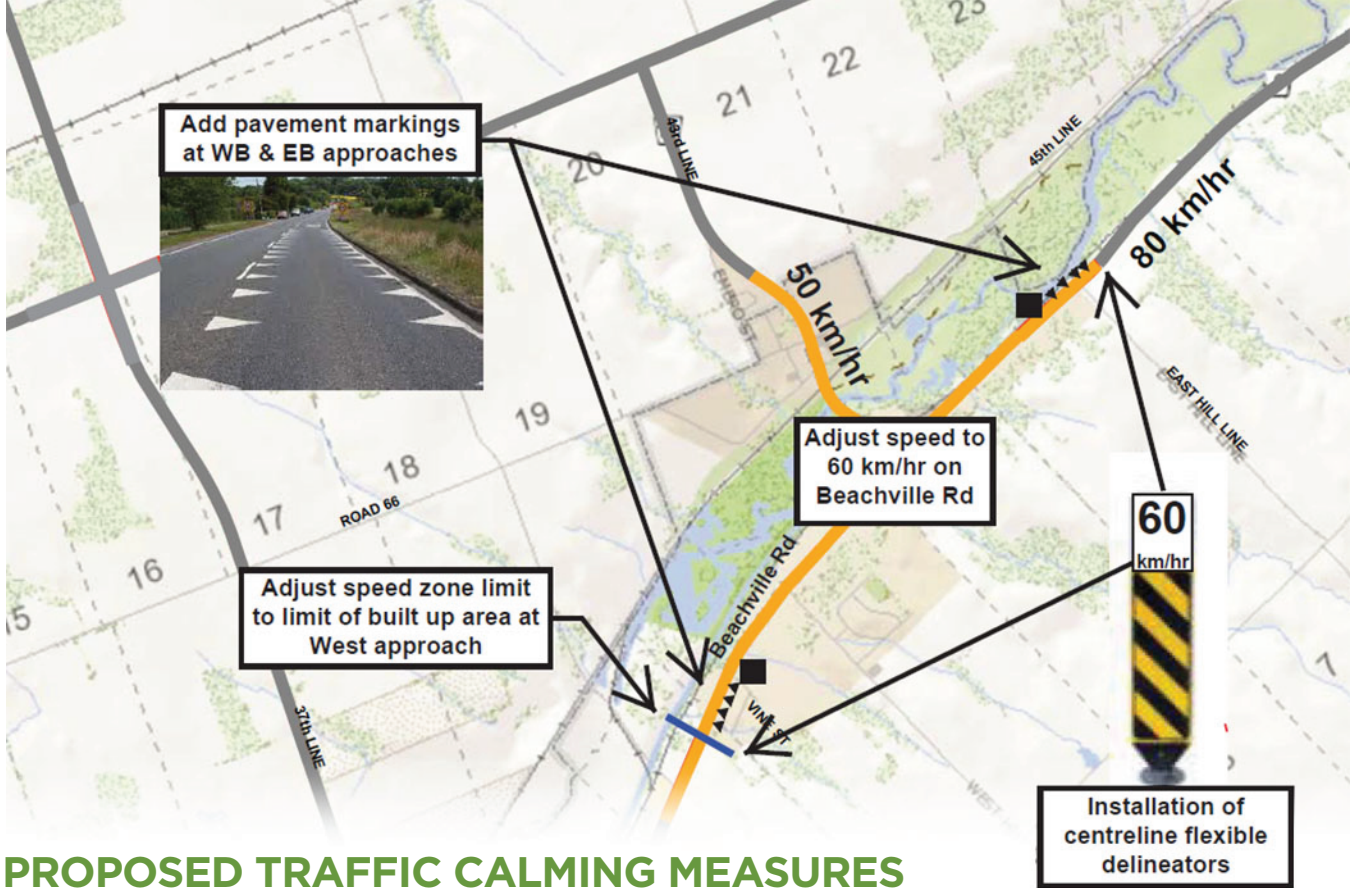 23
22
21
20
19
18
17
16
15
7
Add pavement markings
at WB & EB approaches
43rd LINE
45th LINE
80 km/hr
50 km/hr
EAST HILL LINE
Adjust speed to
60 km/hr on
Beachville Rd
ROAD 66
60
km/hr
Adjust speed zone limit
to limit of built up area at
West approach
Beachville Rd
VINE ST
37th LINE
Installation of
centreline flexible
delineators
PROPOSED TRAFFIC CALMING MEASURES